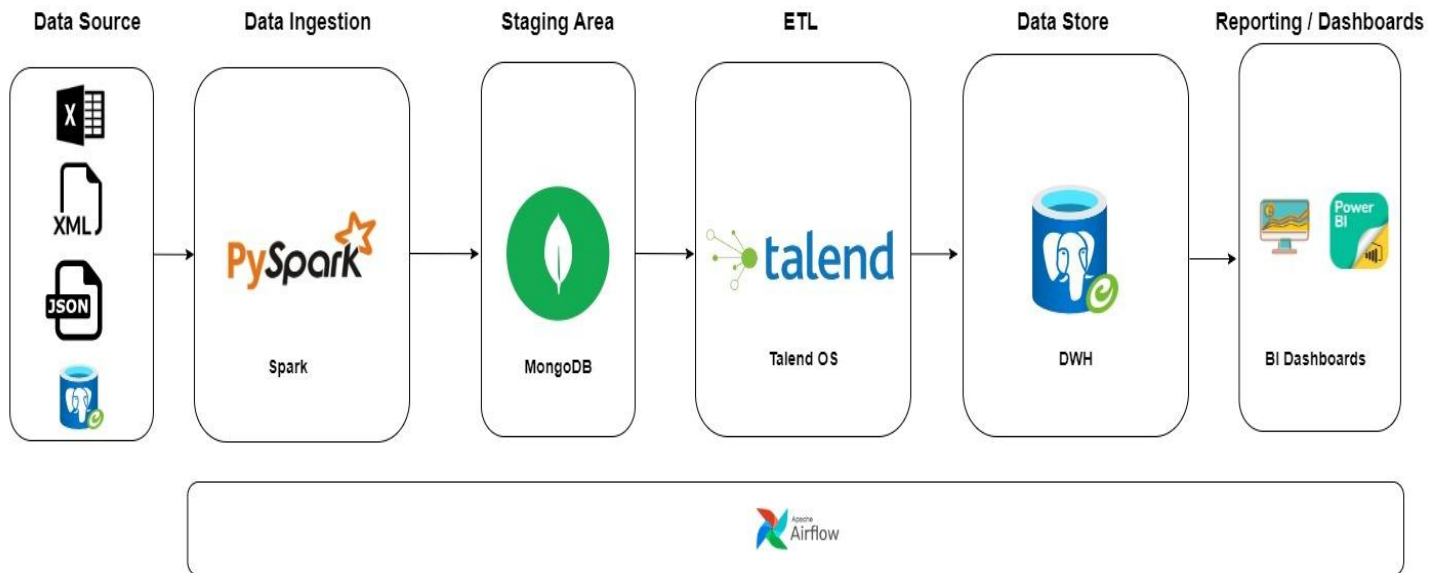 Data Source
Data Ingestion
Staging Area
ETL
Data Store
Reporting / Dashboards
X
XML
JSON
PySpark
Spark
MongoDB
talend
Talend OS
DWH
Power
BI
BI Dashboards
Apache
Airflow